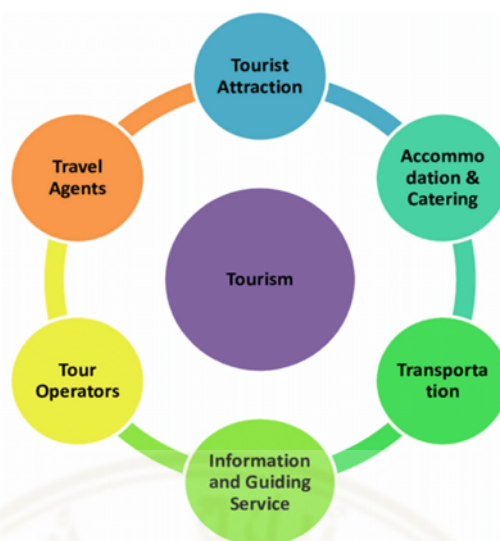 Tourist
Attraction
Accommo
dation &
Catering
Transporta
tion
Information
and Guiding
Service
Tour
Operators
Travel
Agents
Tourism